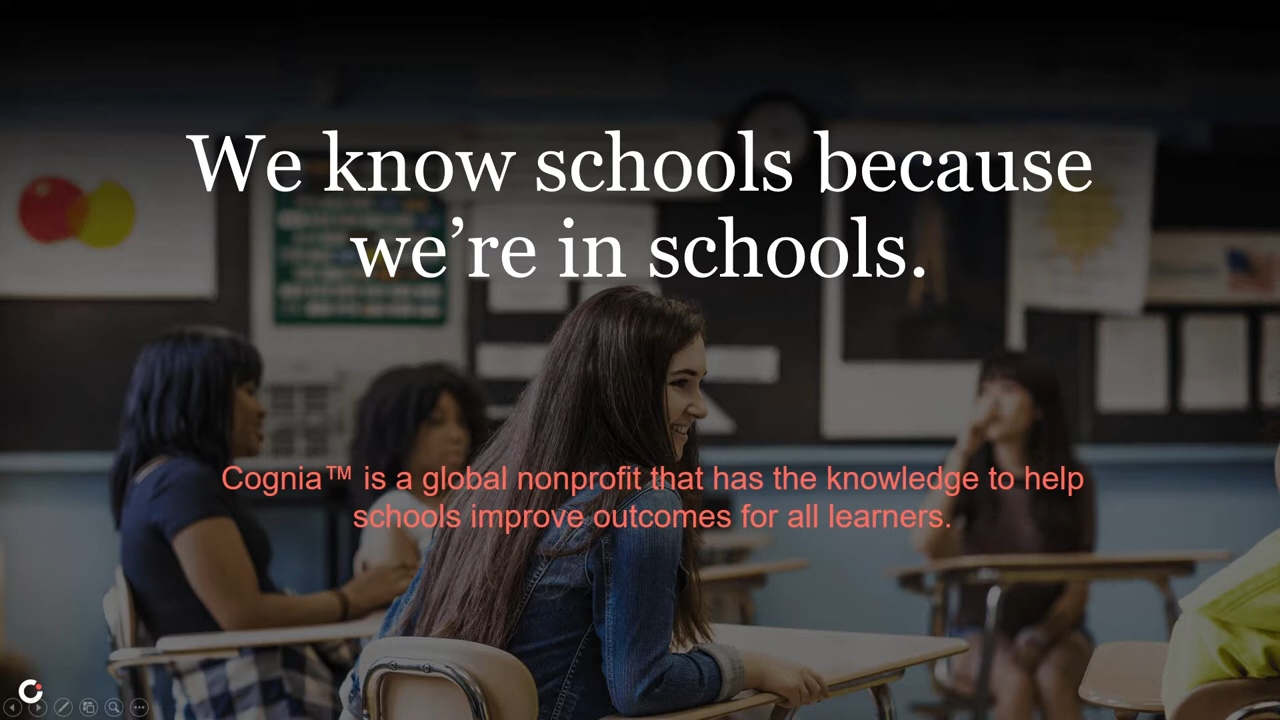 We know schools because
we’re in schools.
Cognia™ is a global nonprofit that has the knowledge to help
schools improve outcomes for all learners.